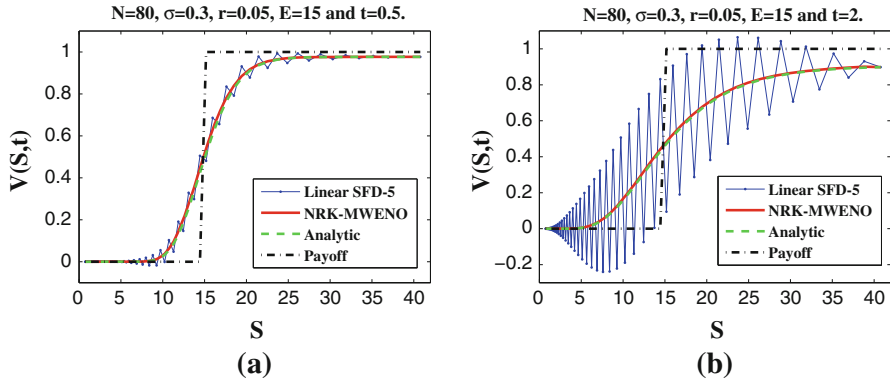 N=80, σ=0.3, r=0.05, E=15 and t=0.5.
1
0.8
0.6
0.4
0.2
0
V(S,t)
Linear SFD-5
NRK-MWENO
Analytic
Payoff
0 5 10 15 20 25 30 35 40
S
(a)
N=80, σ=0.3, r=0.05, E=15 and t=2.
1
0.8
0.6
0.4
0.2
0
−0.2
V(S,t)
Linear SFD-5
NRK-MWENO
Analytic
Payoff
0 5 10 15 20 25 30 35 40
S
(b)